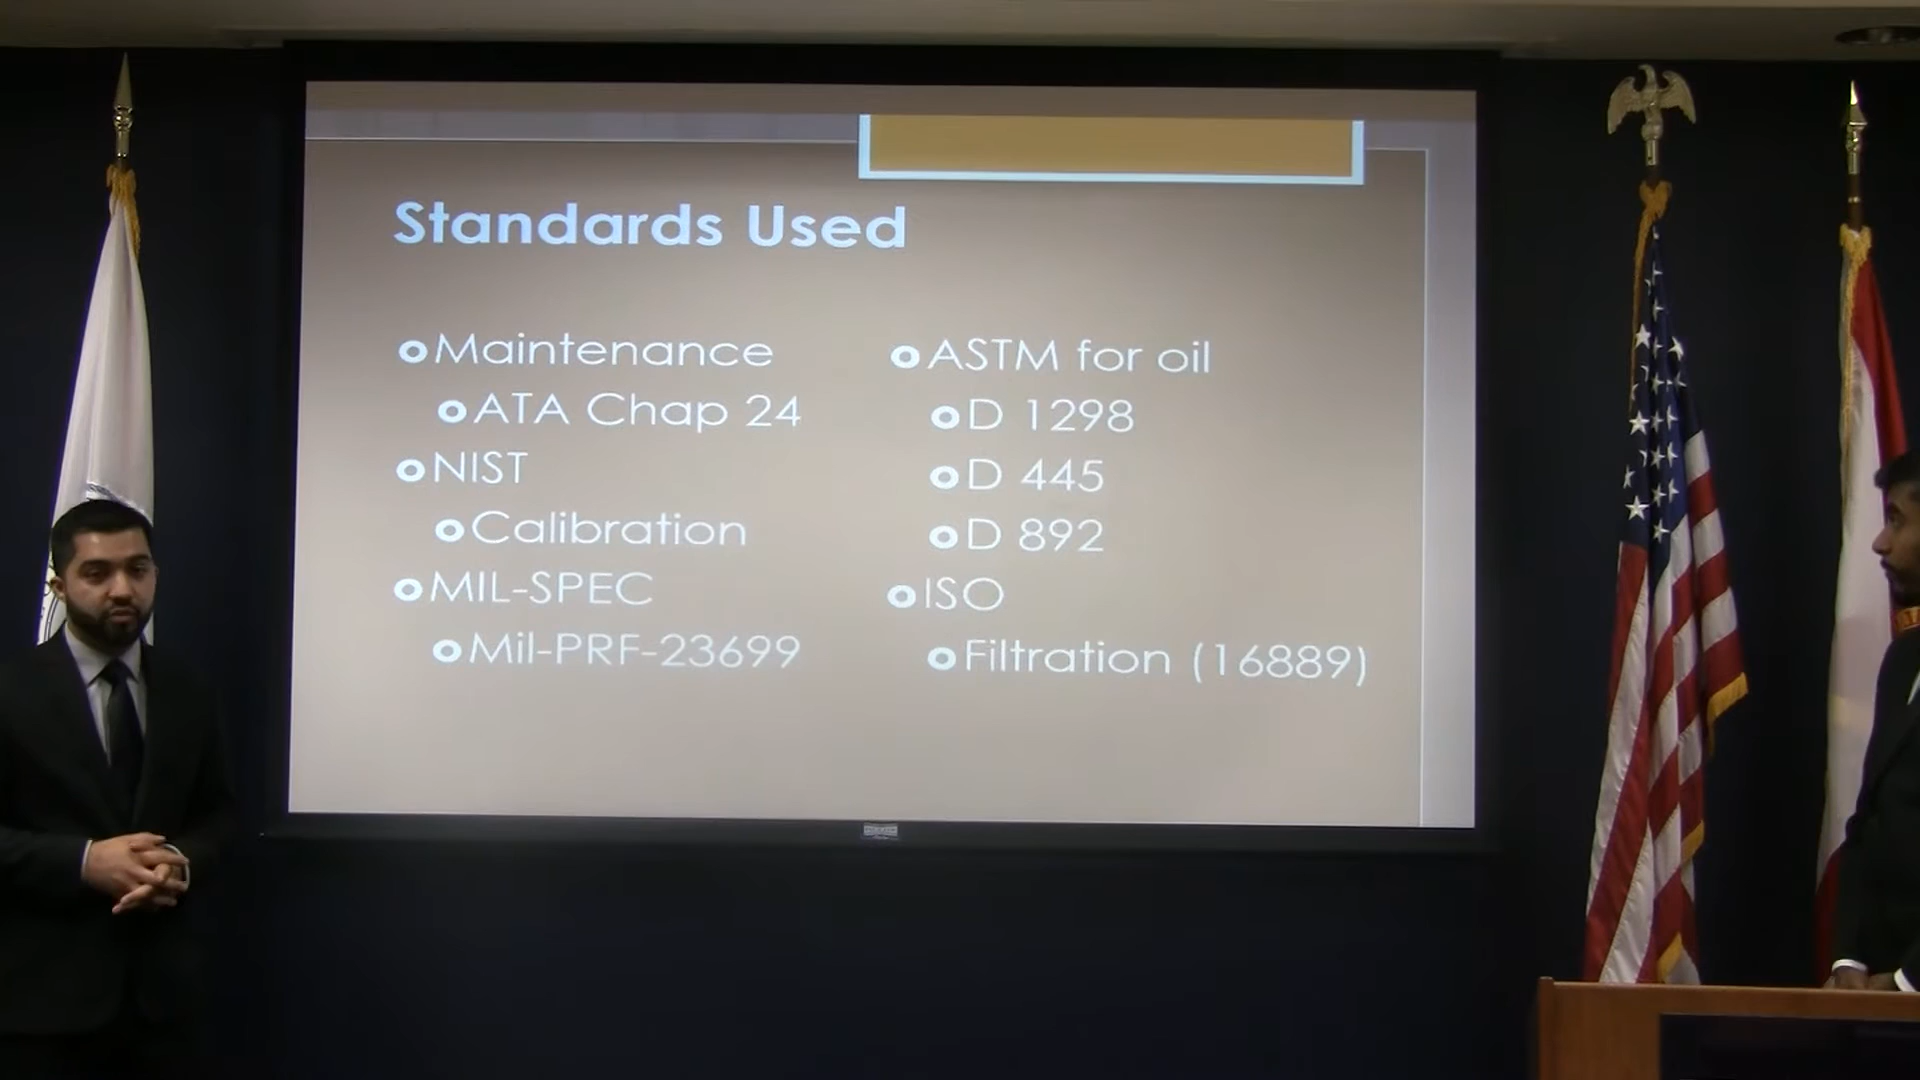 Standards Used
Maintenance
ATA Chap 24
NIST
Calibration
MIL-SPEC
Mil-PRF-23699
ASTM for oil
D 1298
D 445
D 892
ISO
Filtration (16889)